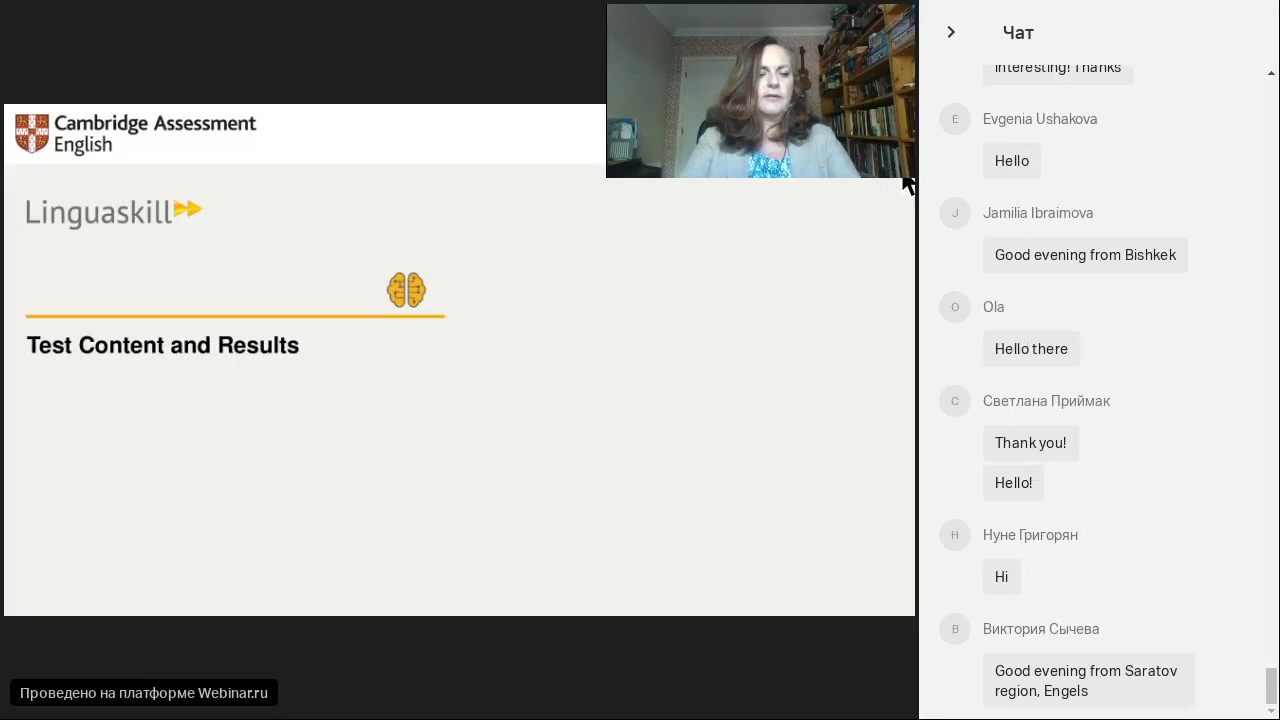 Cambridge Assessment
English
Linguaskill
Test Content and Results
Проведено на платформе Webinar.ru
Чат
interesting! Thanks
E
Evgenia Ushakova
Hello
J
Jamilia Ibraimova
Good evening from Bishkek
O
Ola
Hello there
С
Светлана Приймак
Thank you!
Hello!
Н
Нуне Григорян
Hi
В
Виктория Сычева
Good evening from Saratov
region, Engels